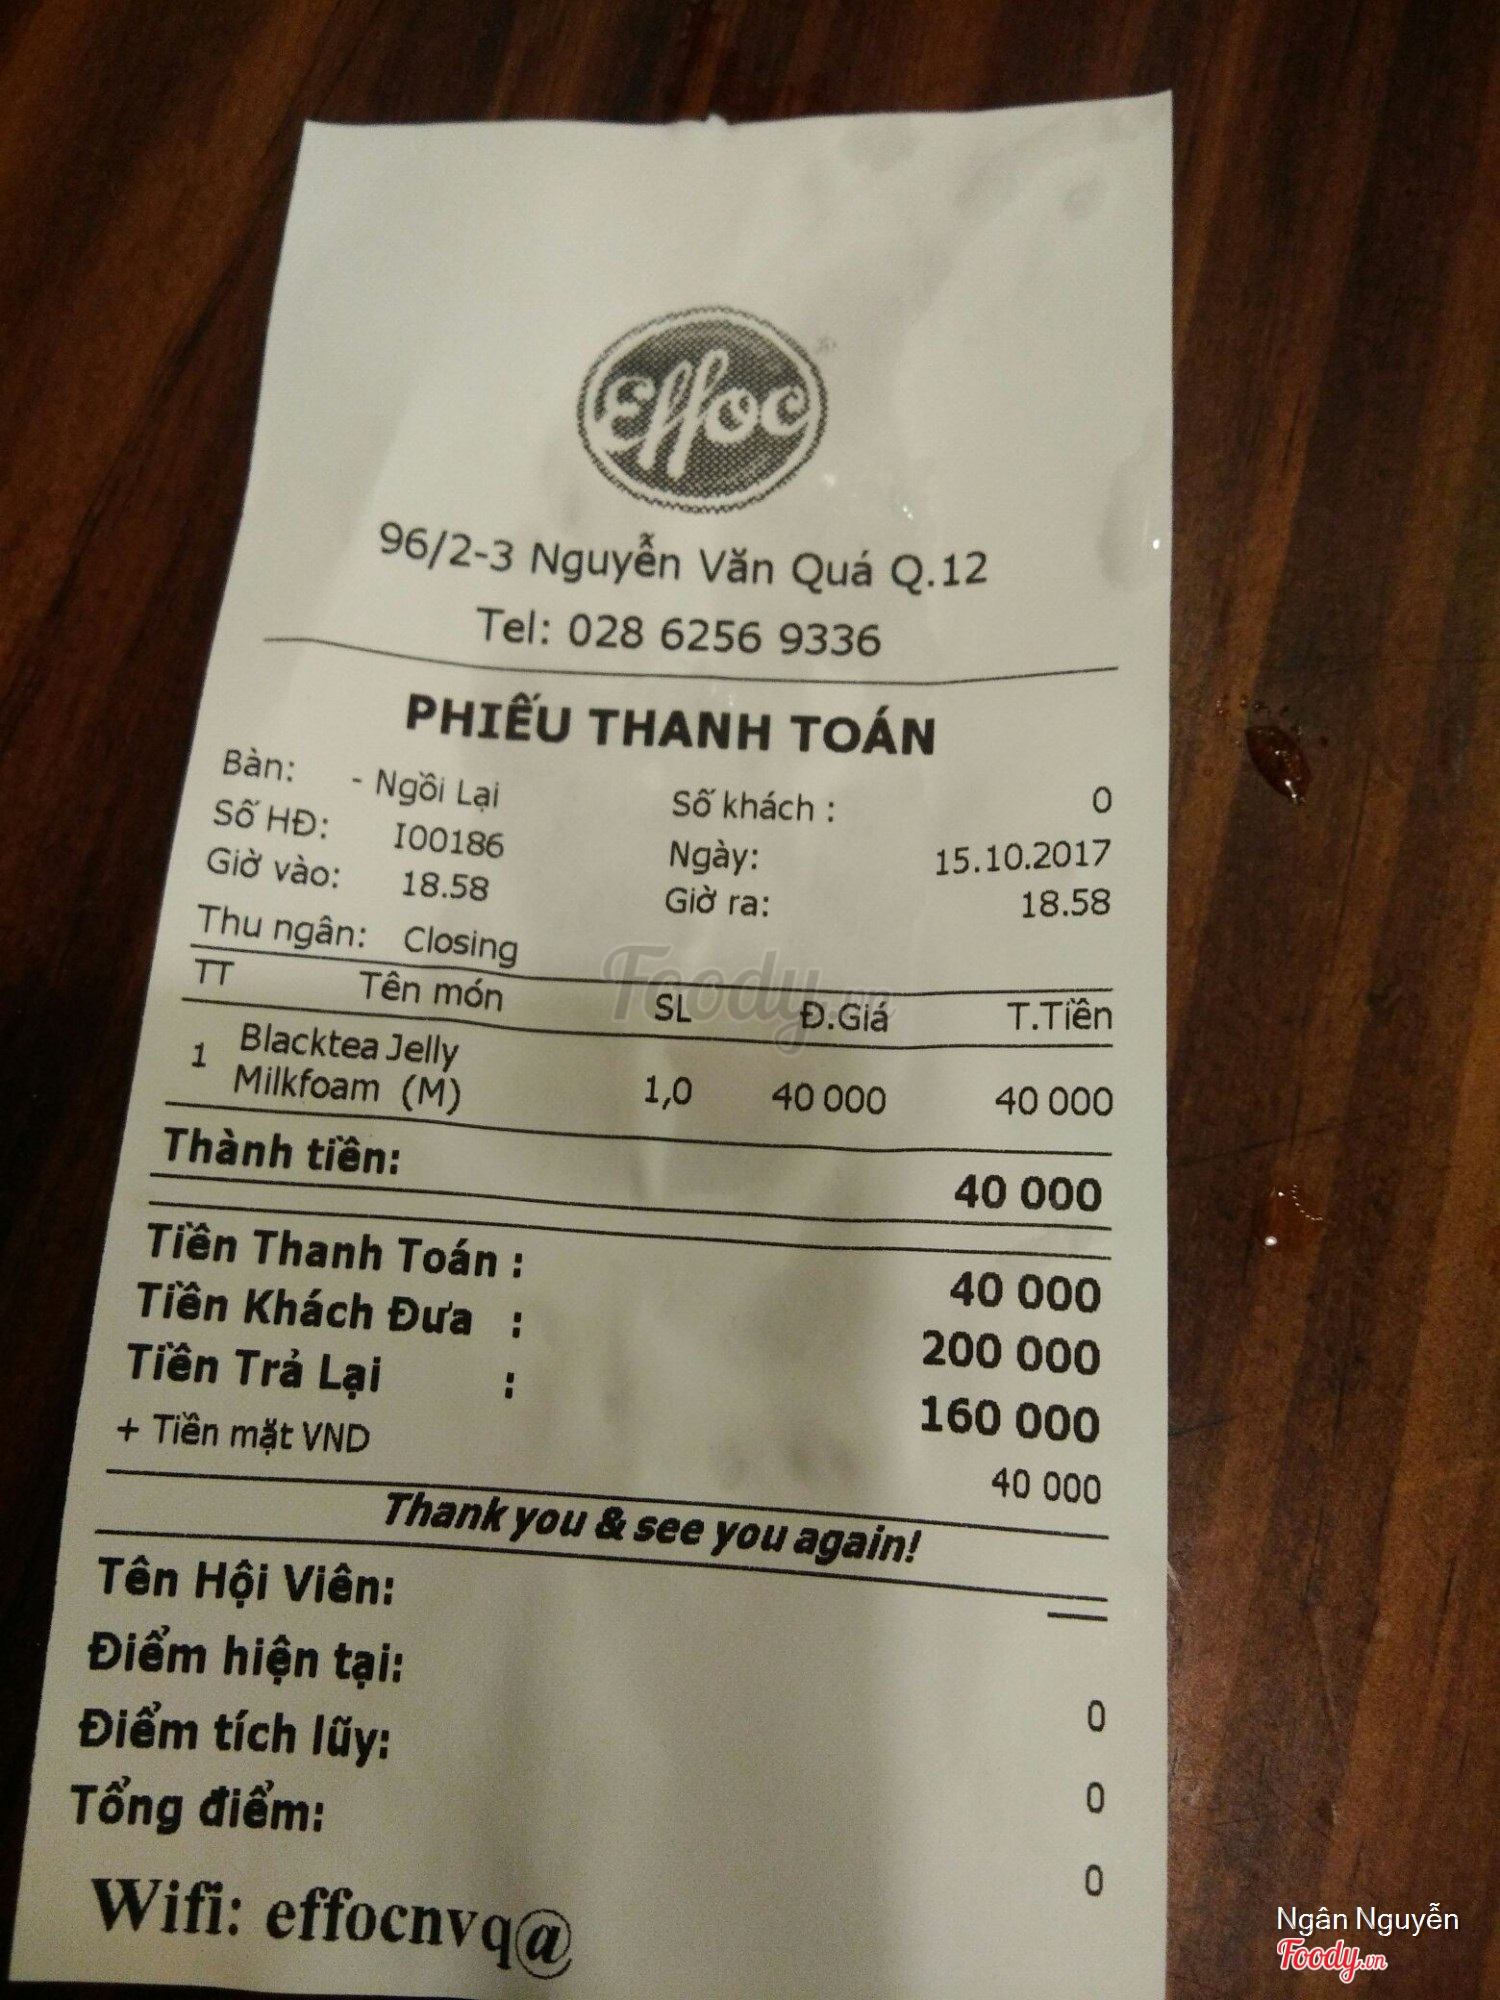 Effoc
96/2-3 Nguyễn Văn Quá Q.12
Tel: 028 6256 9336
PHIẾU THANH TOÁN
Bàn: - Ngồi Lại Số khách : 0
Số HĐ: I00186 Ngày: 15.10.2017
Giờ vào: 18.58 Giờ ra: 18.58
Thu ngân: Closing
TT Tên món SL Đ.Giá T.Tiền
1 Blacktea Jelly
Milkfoam (M) 1,0 40 000 40 000
Thành tiền: 40 000
Tiền Thanh Toán : 40 000
Tiền Khách Đưa : 200 000
Tiền Trả Lại : 160 000
+ Tiền mặt VND 40 000
Thank you & see you again!
Tên Hội Viên:
Điểm hiện tại: 0
Điểm tích lũy: 0
Tổng điểm: 0
Wifi: effocnvq@
Foody.vn
Ngân Nguyễn
Foody.vn